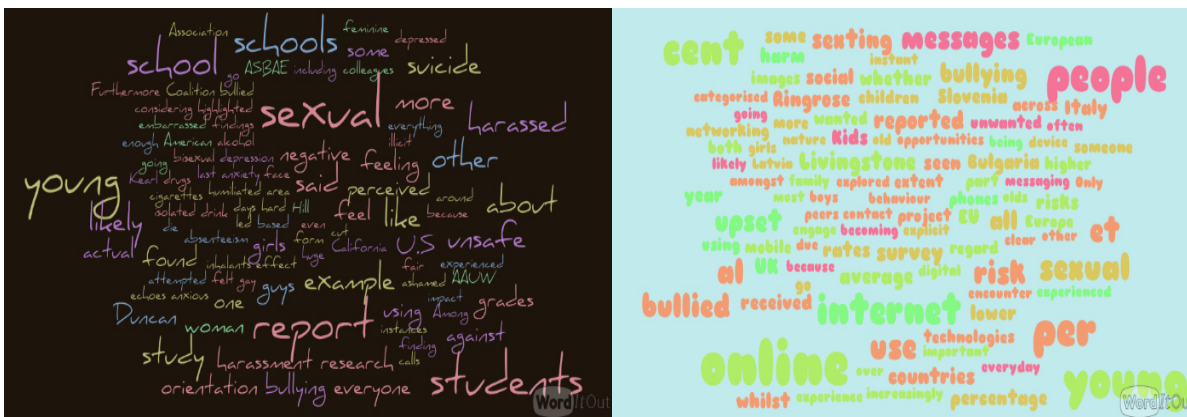 Association schools feminine depressed
school ASBAE including some colleagues suicide
go
Furthermore Coalition bullied
considering highlighted sexual more harassed
embarrassed findings everything
enough American alcohol illicit
going bisexual depression negative feeling other
Kearl drugs last anxiety face said perceived
young cigarettes humiliated area around
isolated drink days hard Hill feel like because about
likely die led based even
absenteeism girls form cut California U.S unsafe
actual found inhalants effect huge fair experienced
attempted felt gay guys example ashamed AAUW
echoes anxious one impact grades
Duncan woman report using Among
instances against
finding
study harassment research calls
orientation bullying everyone students
WordItOut
cent some sexting messages European
harm instant people
images social whether bullying
categorised Ringrose children Slovenia across Italy
going more wanted reported unwanted often
networking nature Kids old opportunities being device someone
both girls
likely Latvia Livingstone seen Bulgaria higher
amongst family explored extent part messaging Only
year most boys behaviour phones olds risks
upset peers contact project EU all Europe
engage becoming explicit clear other et
using mobile due rates survey regard
al UK because average digital risk sexual
go encounter experienced
bullied received internet lower
use technologies per
important
online over countries everyday young
whilst experience increasingly percentage
WordItOut